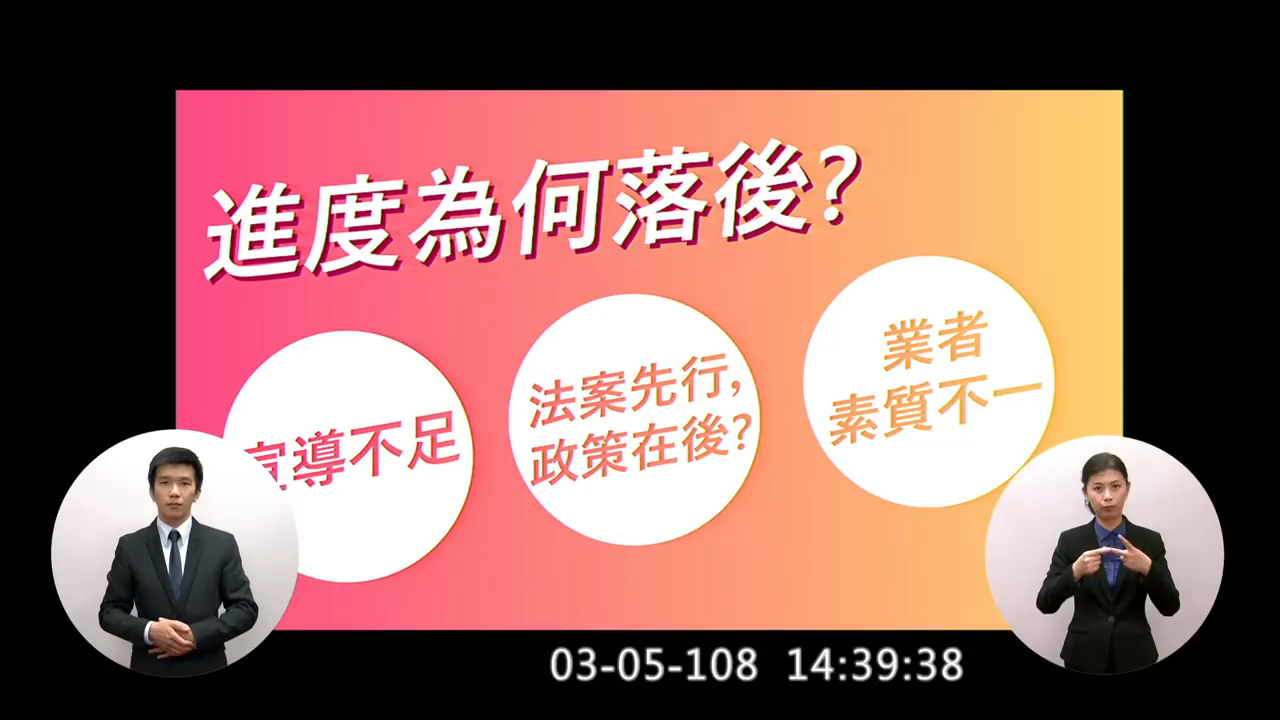 進度為何落後?
宣導不足
法案先行,
政策在後?
業者
素質不一
03-05-108 14:39:38